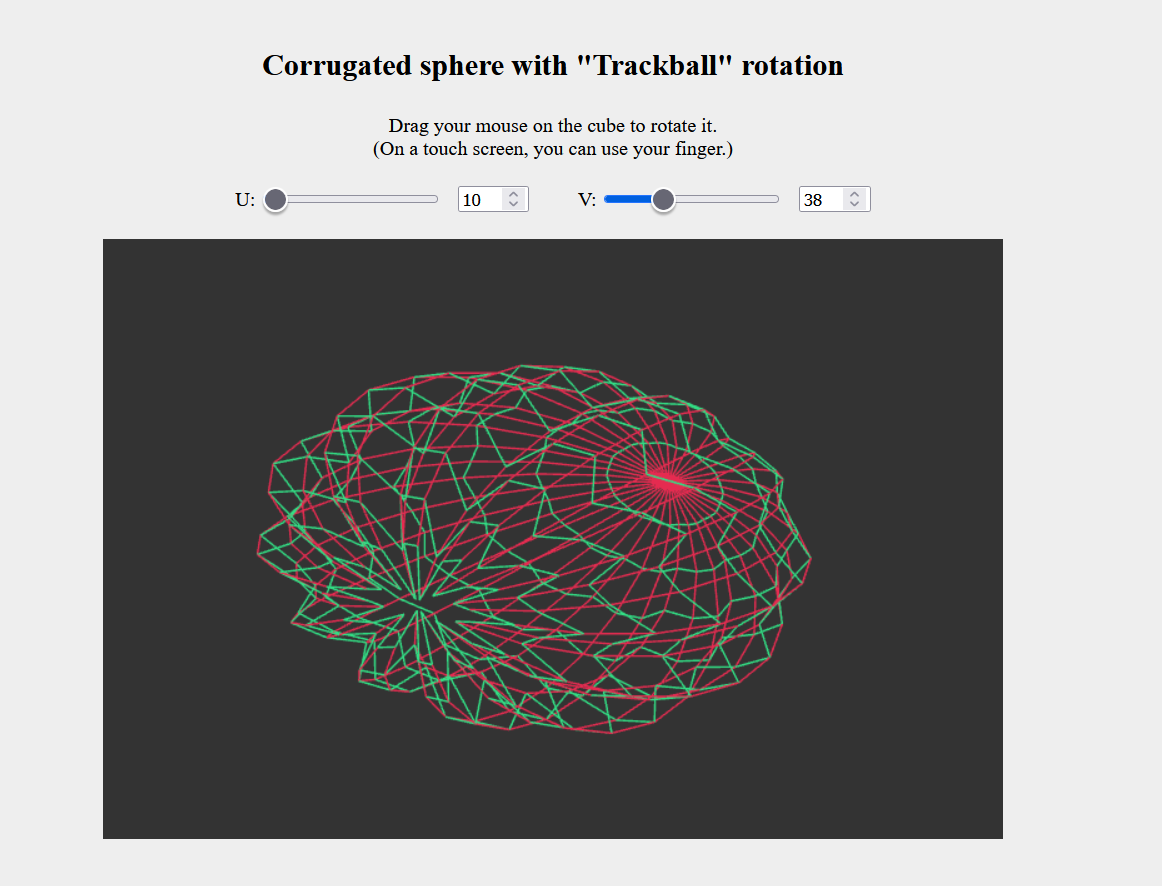 Corrugated sphere with "Trackball" rotation
Drag your mouse on the cube to rotate it.
(On a touch screen, you can use your finger.)
U: 10 V: 38